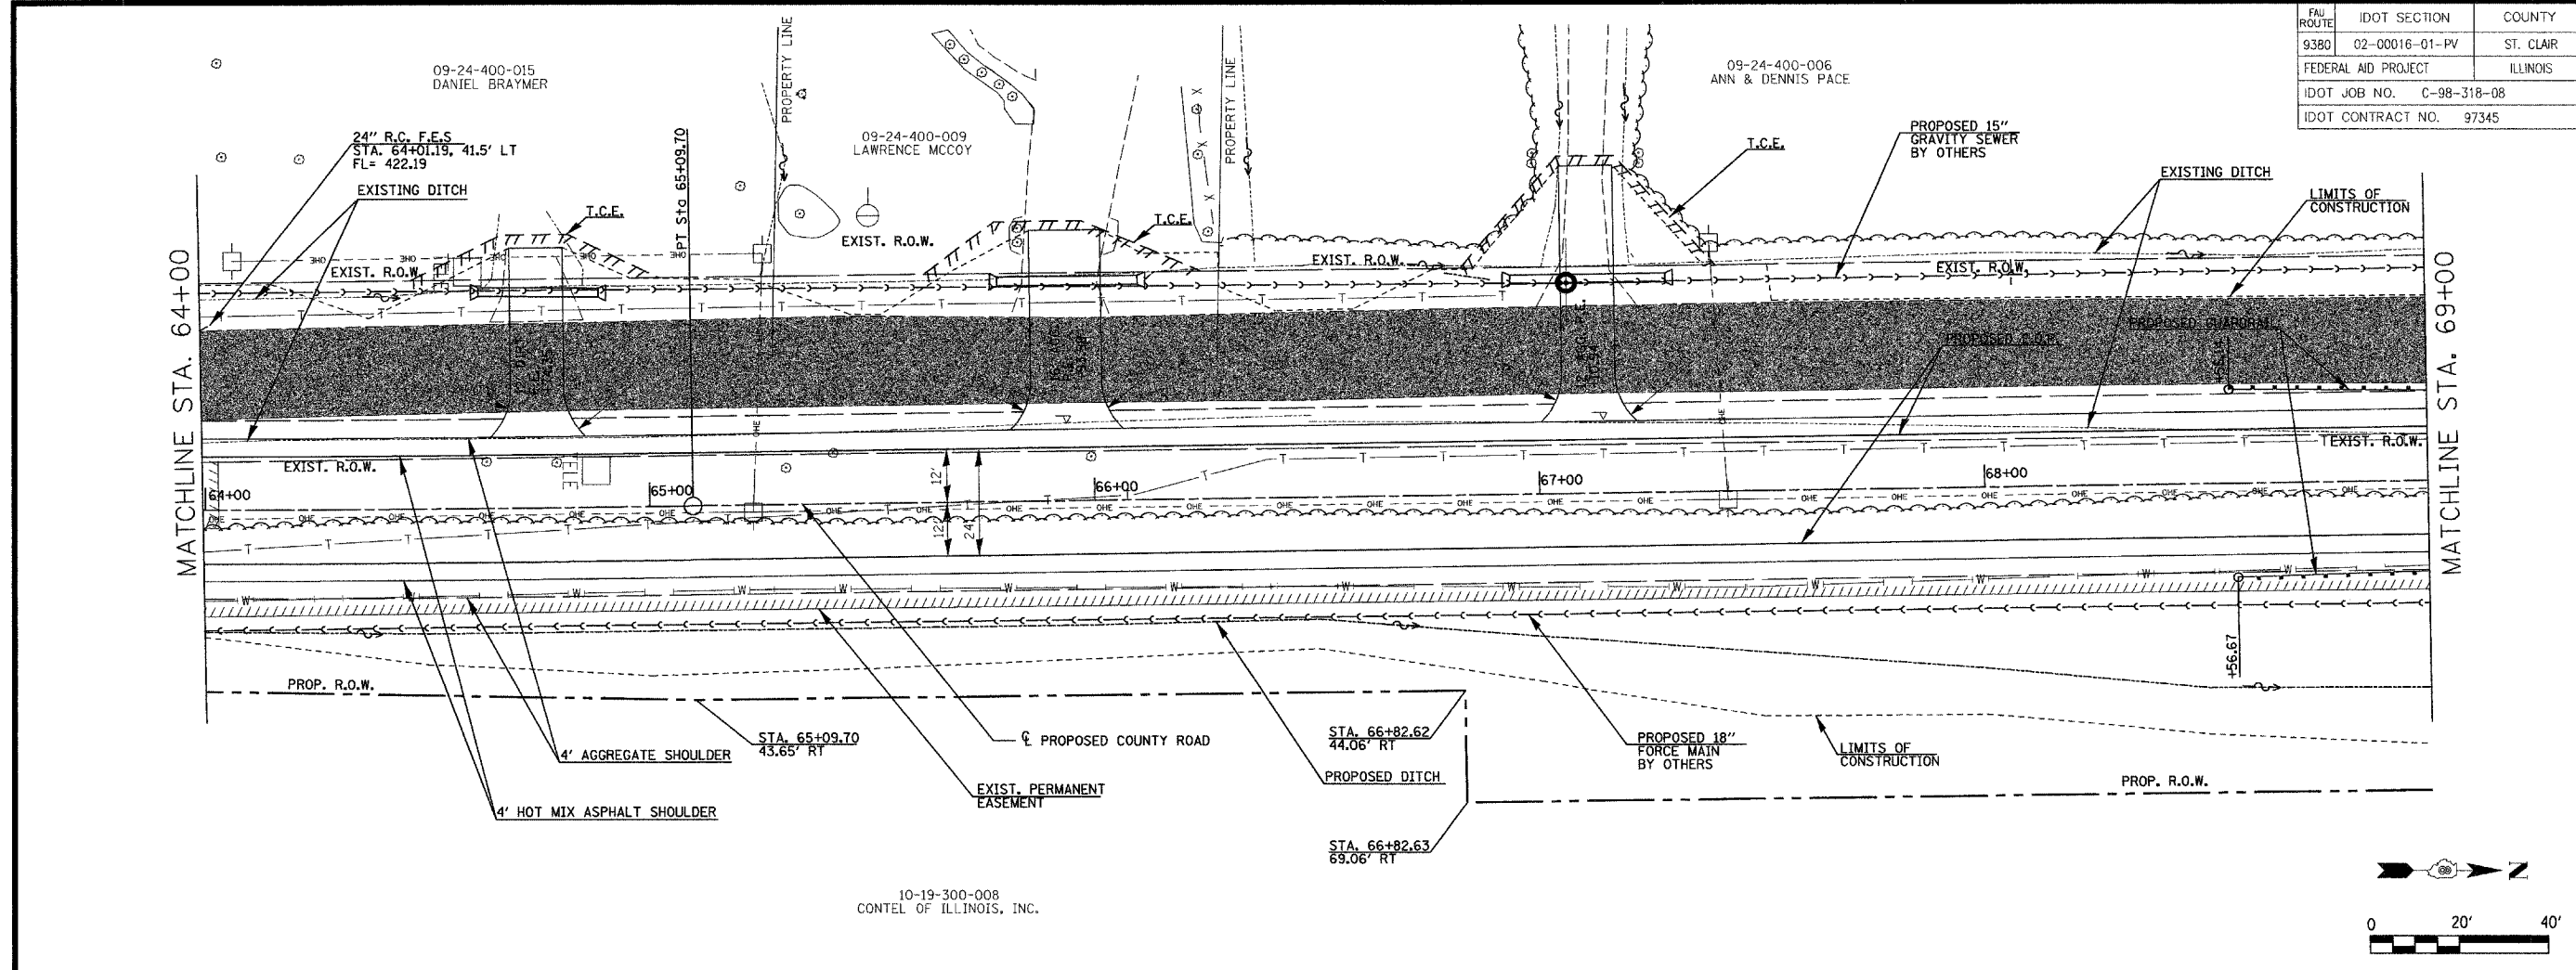 FAU ROUTE
IDOT SECTION
COUNTY
9380
02-00016-01-PV
ST. CLAIR
FEDERAL AID PROJECT
ILLINOIS
IDOT JOB NO. C-98-318-08
IDOT CONTRACT NO. 97345
09-24-400-015
DANIEL BRAYMER
PROPERTY LINE
09-24-400-009
LAWRENCE MCCOY
PROPERTY LINE
09-24-400-006
ANN & DENNIS PACE
24" R.C. F.E.S
STA. 64+01.19, 41.5' LT
FL= 422.19
EXISTING DITCH
T.C.E.
PT Sta 65+09.70
EXIST. R.O.W.
T.C.E.
T.C.E.
PROPOSED 15"
GRAVITY SEWER
BY OTHERS
EXISTING DITCH
LIMITS OF
CONSTRUCTION
EXIST. R.O.W.
EXIST. R.O.W.
EXIST. R.O.W.
MATCHLINE STA. 64+00
MATCHLINE STA. 69+00
PROPOSED GUARDRAIL
PROPOSED E.O.P.
EXIST. R.O.W.
EXIST. R.O.W.
TELE
64+00
65+00
66+00
67+00
68+00
12'
12'
24'
+56.67
PROP. R.O.W.
STA. 65+09.70
43.65' RT
℄ PROPOSED COUNTY ROAD
STA. 66+82.62
44.06' RT
PROPOSED 18"
FORCE MAIN
BY OTHERS
LIMITS OF
CONSTRUCTION
4' AGGREGATE SHOULDER
EXIST. PERMANENT
EASEMENT
PROPOSED DITCH
PROP. R.O.W.
4' HOT MIX ASPHALT SHOULDER
STA. 66+82.63
69.06' RT
10-19-300-008
CONTEL OF ILLINOIS, INC.
N
0 20' 40'